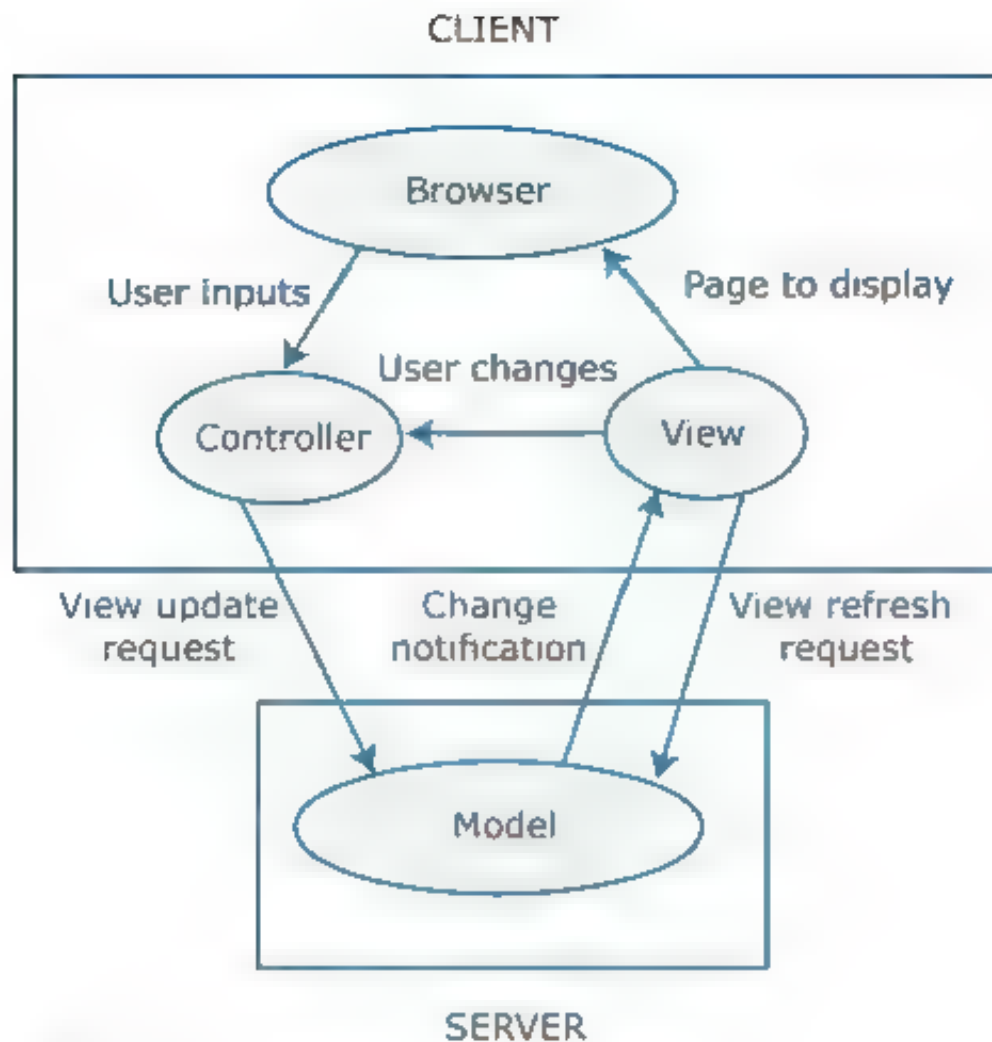 CLIENT
Browser
User inputs
Page to display
User changes
Controller
View
View update
request
Change
notification
View refresh
request
Model
SERVER